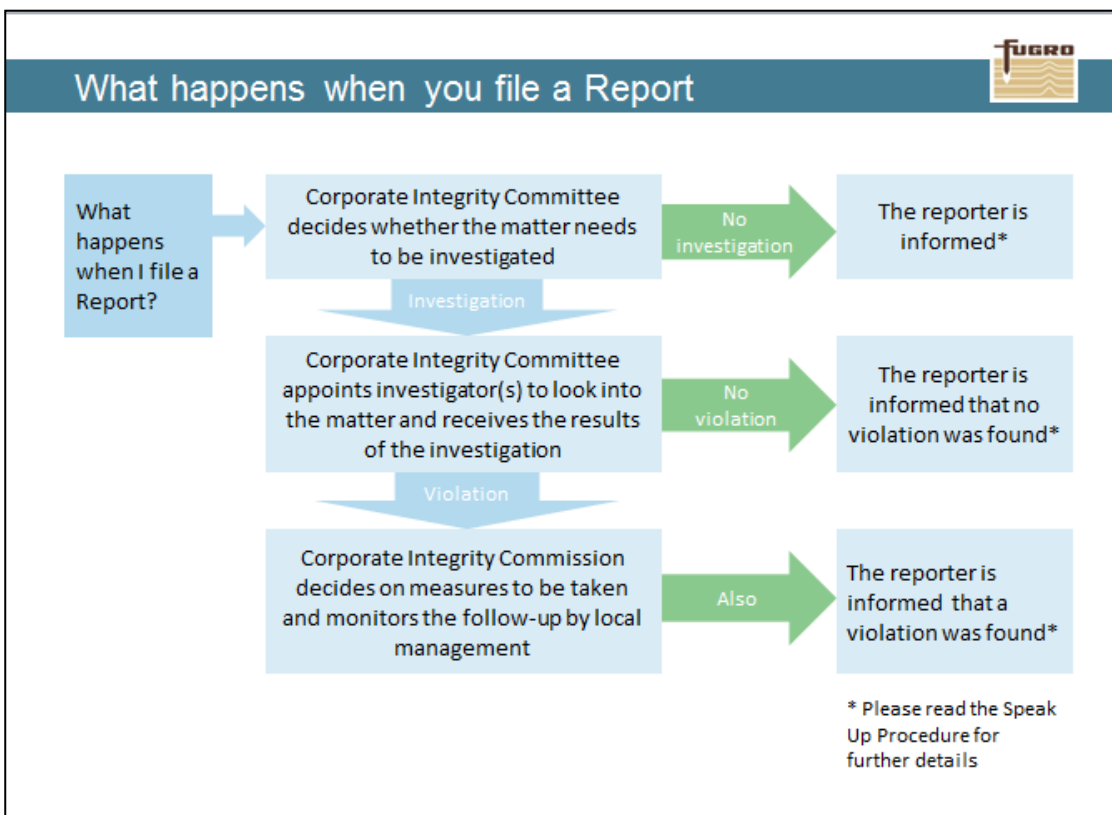 FUGRO
What happens when you file a Report
What
happens
when I file a
Report?
Corporate Integrity Committee
decides whether the matter needs
to be investigated
No
investigation
The reporter is
informed*
Investigation
Corporate Integrity Committee
appoints investigator(s) to look into
the matter and receives the results
of the investigation
No
violation
The reporter is
informed that no
violation was found*
Violation
Corporate Integrity Commission
decides on measures to be taken
and monitors the follow-up by local
management
Also
The reporter is
informed that a
violation was found*
* Please read the Speak
Up Procedure for
further details